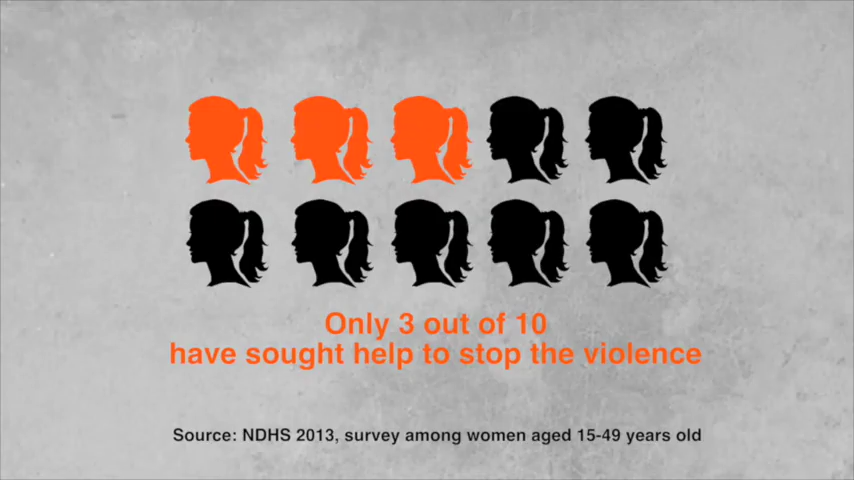 Only 3 out of 10
have sought help to stop the violence
Source: NDHS 2013, survey among women aged 15-49 years old